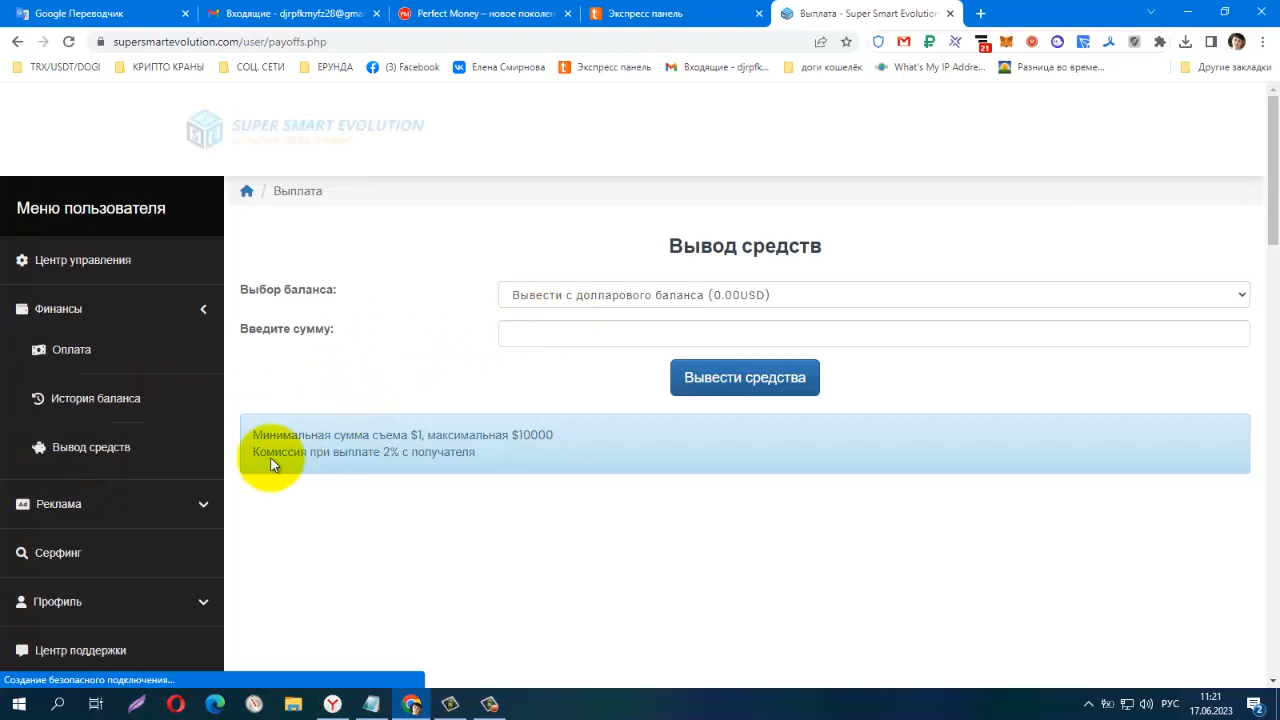 Google Переводчик
Входящие - djrpfkmyfz28@gma
Perfect Money – новое поколен
Экспресс панель
Выплата - Super Smart Evolution
supersmartevolution.com/user/payoffs.php
21
TRX/USDT/DOGI
КРИПТО КРАНЫ
СОЦ. СЕТИ
ЕРУНДА
(3) Facebook
Елена Смирнова
Экспресс панель
Входящие - djrpfk...
доги кошелёк
What's My IP Addre...
Разница во време...
Другие закладки
SUPER SMART EVOLUTION
Меню пользователя
Выплата
Вывод средств
Центр управления
Выбор баланса:
Вывести с долларового баланса (0.00USD)
Финансы
Введите сумму:
Оплата
Вывести средства
История баланса
Минимальная сумма съема $1, максимальная $10000
Вывод средств
Комиссия при выплате 2% с получателя
Реклама
Серфинг
Профиль
Центр поддержки
Создание безопасного подключения...
РУС
11:21
17.06.2023
2